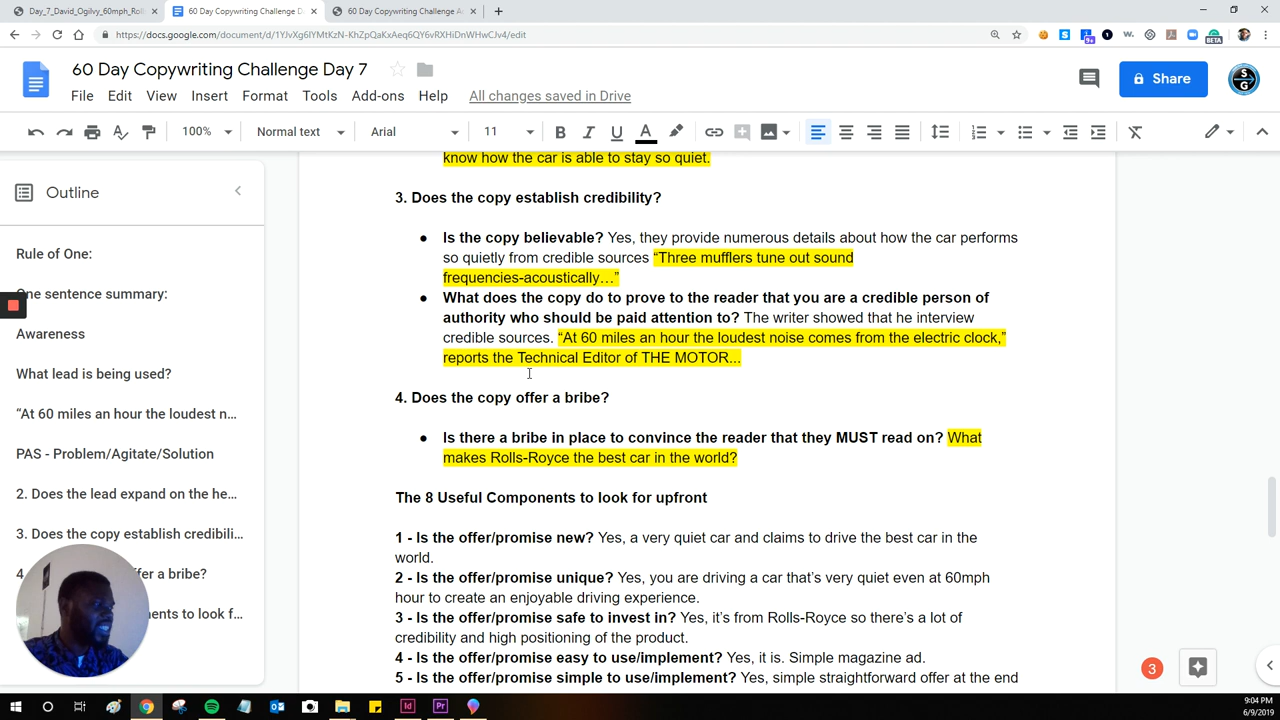 Day_7_David_Ogilvy_60mph_Roll
60 Day Copywriting Challenge D
60 Day Copywriting Challenge A
https://docs.google.com/document/d/1YJvXg6IYMtKzN-KhZpQaKxAeq6QY6vRXHiDnWHwCJv4/edit
60 Day Copywriting Challenge Day 7
Share
File Edit View Insert Format Tools Add-ons Help All changes saved in Drive
100% Normal text Arial 11
Outline
Rule of One:
One sentence summary:
Awareness
What lead is being used?
“At 60 miles an hour the loudest n...
PAS - Problem/Agitate/Solution
2. Does the lead expand on the he...
3. Does the copy establish credibili...
4 er a bribe?
ents to look f...
know how the car is able to stay so quiet.
3. Does the copy establish credibility?
● Is the copy believable? Yes, they provide numerous details about how the car performs
so quietly from credible sources “Three mufflers tune out sound
frequencies-acoustically…”
● What does the copy do to prove to the reader that you are a credible person of
authority who should be paid attention to? The writer showed that he interview
credible sources. “At 60 miles an hour the loudest noise comes from the electric clock,”
reports the Technical Editor of THE MOTOR...
4. Does the copy offer a bribe?
● Is there a bribe in place to convince the reader that they MUST read on? What
makes Rolls-Royce the best car in the world?
The 8 Useful Components to look for upfront
1 - Is the offer/promise new? Yes, a very quiet car and claims to drive the best car in the
world.
2 - Is the offer/promise unique? Yes, you are driving a car that’s very quiet even at 60mph
hour to create an enjoyable driving experience.
3 - Is the offer/promise safe to invest in? Yes, it’s from Rolls-Royce so there’s a lot of
credibility and high positioning of the product.
4 - Is the offer/promise easy to use/implement? Yes, it is. Simple magazine ad.
5 - Is the offer/promise simple to use/implement? Yes, simple straightforward offer at the end
3
9:04 PM
6/9/2019